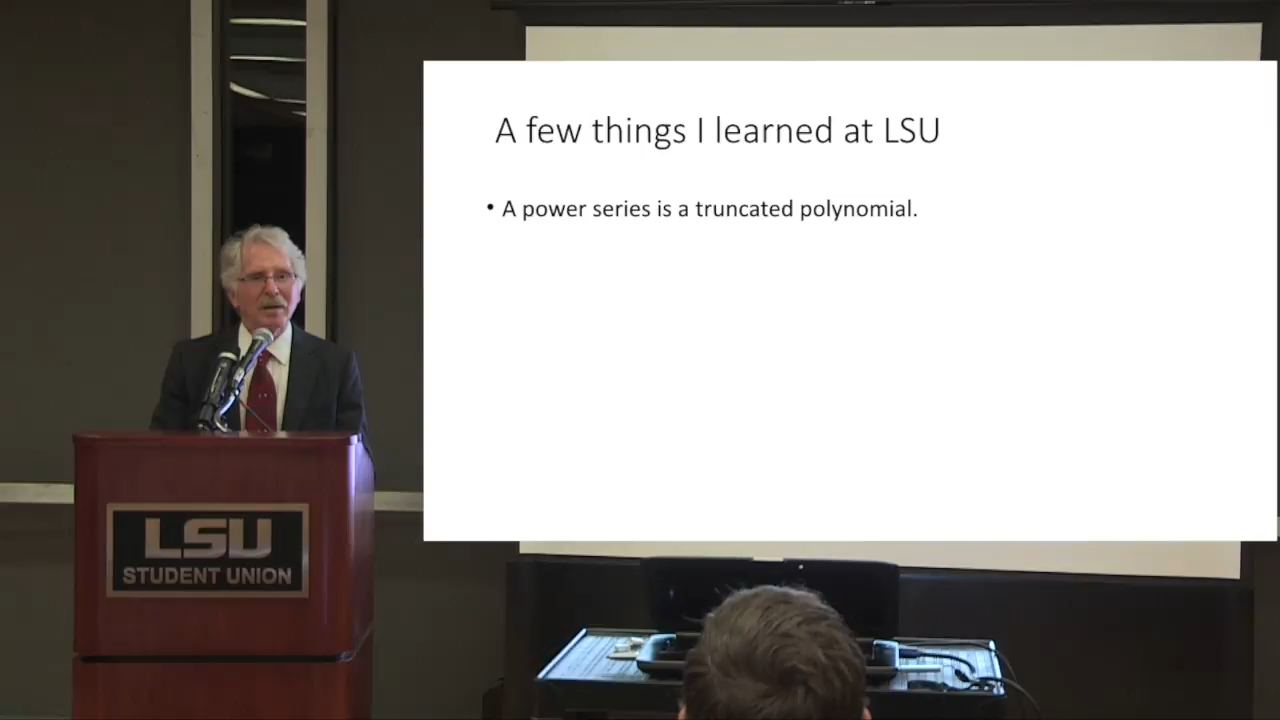 A few things I learned at LSU
• A power series is a truncated polynomial.
LSU
STUDENT UNION